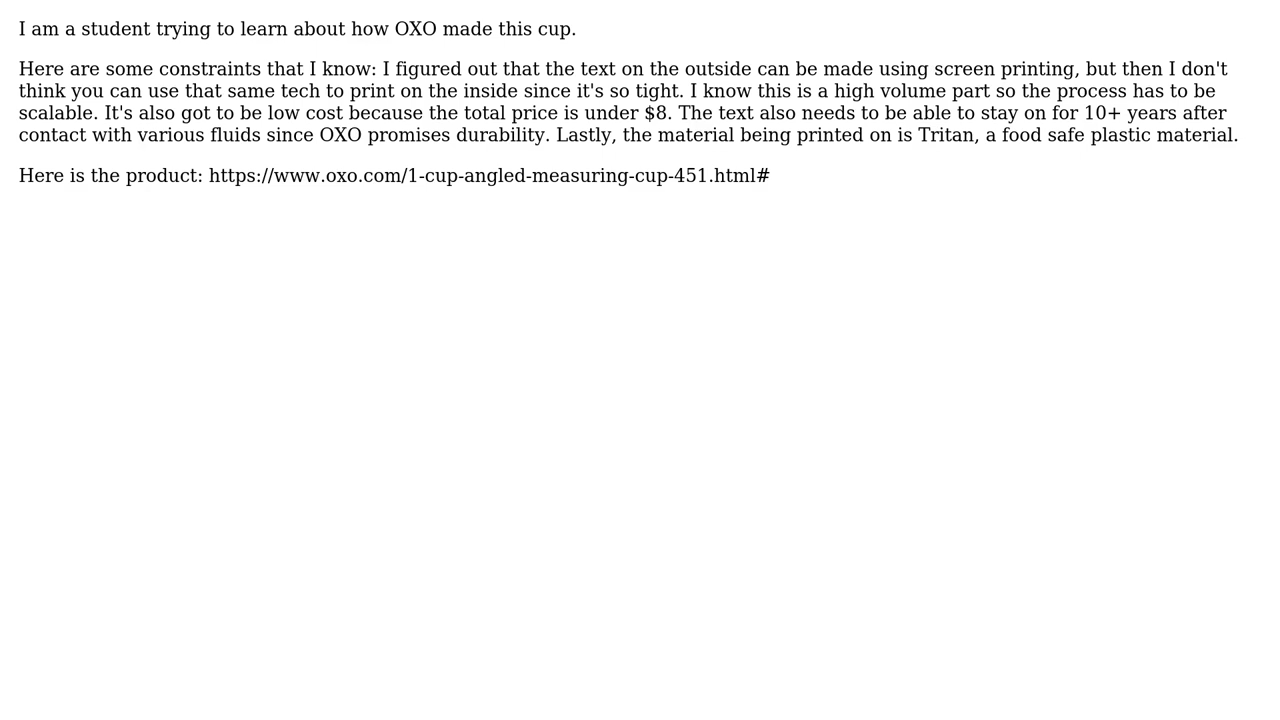 I am a student trying to learn about how OXO made this cup.
Here are some constraints that I know: I figured out that the text on the outside can be made using screen printing, but then I don't
think you can use that same tech to print on the inside since it's so tight. I know this is a high volume part so the process has to be
scalable. It's also got to be low cost because the total price is under $8. The text also needs to be able to stay on for 10+ years after
contact with various fluids since OXO promises durability. Lastly, the material being printed on is Tritan, a food safe plastic material.
Here is the product: https://www.oxo.com/1-cup-angled-measuring-cup-451.html#